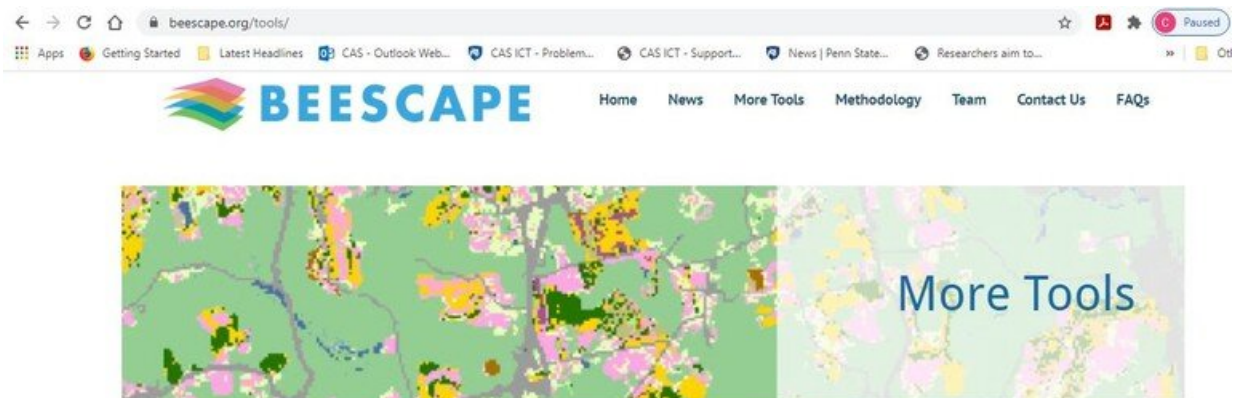 beescape.org/tools/
Paused
Apps Getting Started Latest Headlines CAS - Outlook Web... CAS ICT - Problem... CAS ICT - Support... News | Penn State... Researchers aim to... » Ot
BEESCAPE Home News More Tools Methodology Team Contact Us FAQs
More Tools